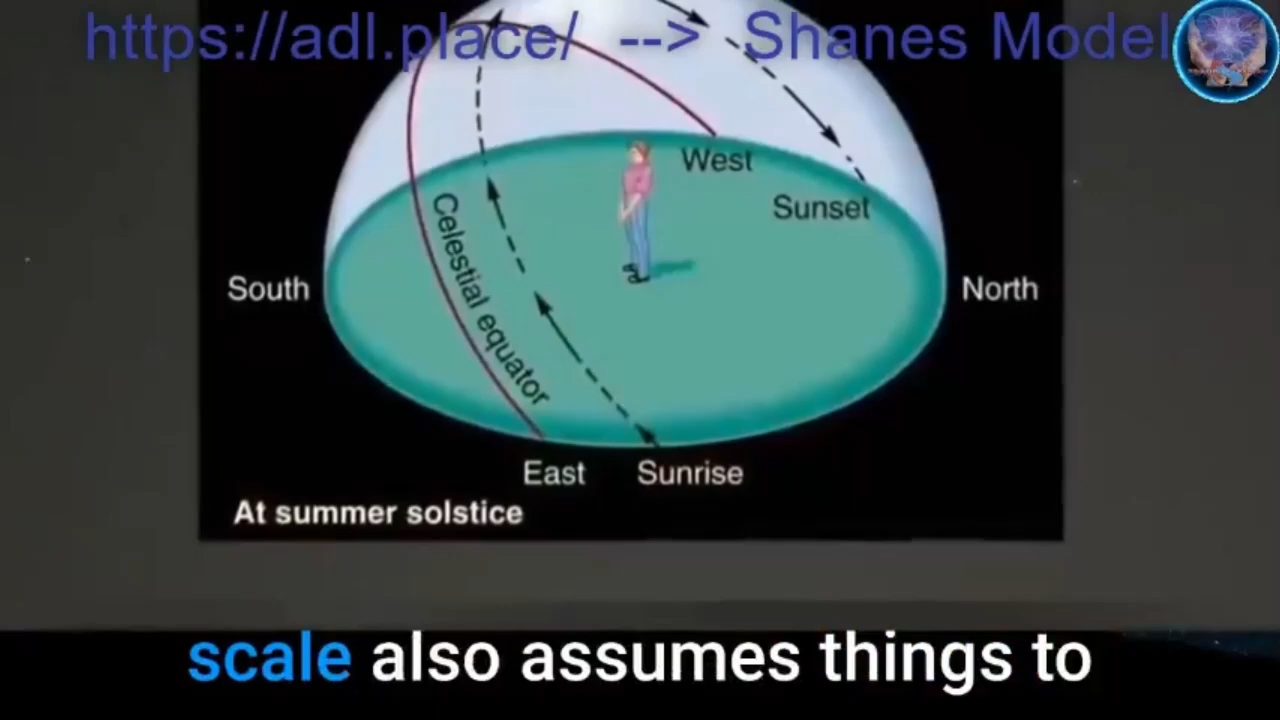 https://adl.place/ --> Shanes Model
West
Sunset
Celestial equator
South
North
East
Sunrise
At summer solstice
scale also assumes things to